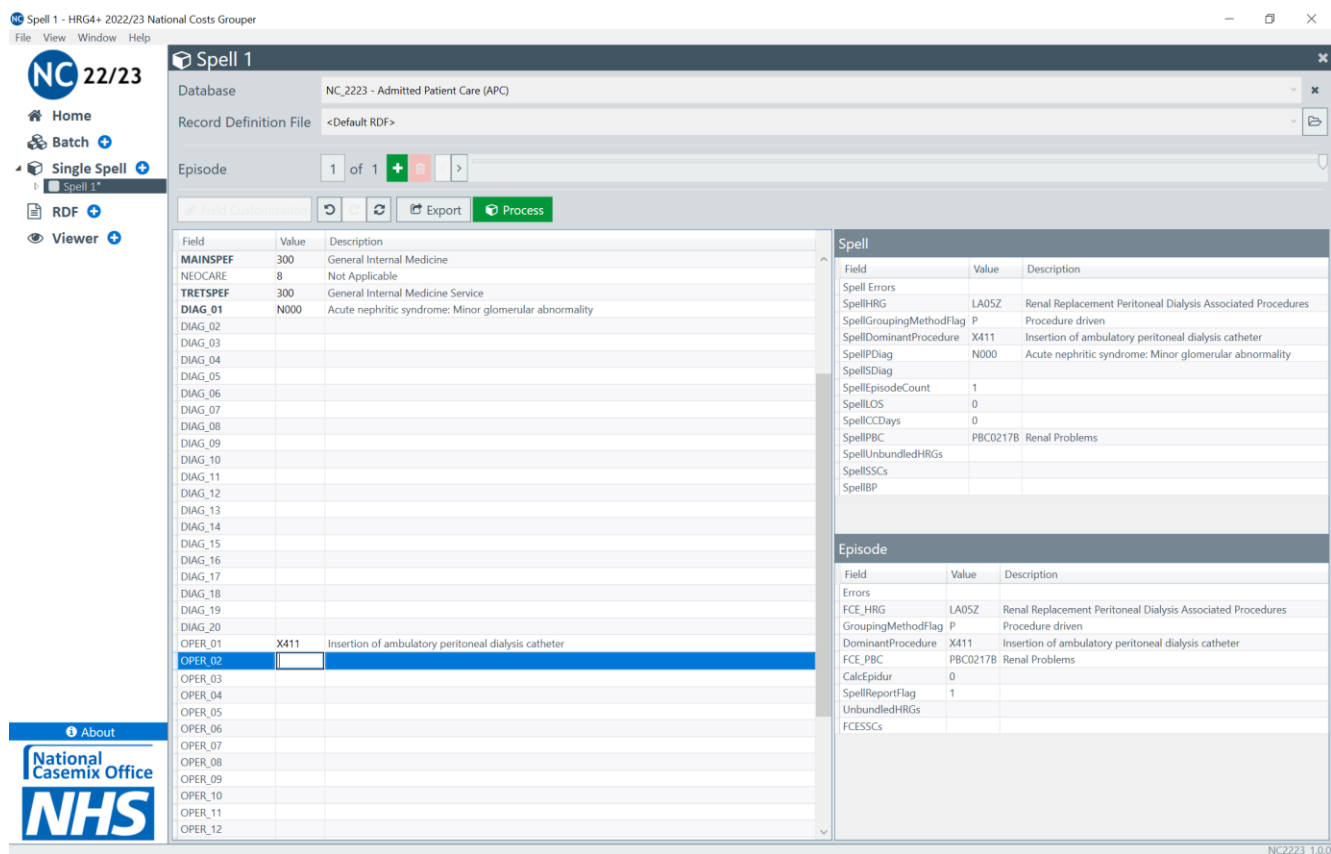 NC Spell 1 - HRG4+ 2022/23 National Costs Grouper
File View Window Help
NC 22/23
Home
Batch
Single Spell
Spell 1*
RDF
Viewer
Spell 1
Database NC_2223 - Admitted Patient Care (APC)
Record Definition File <Default RDF>
Episode 1 of 1
Field Customisation Export Process
Field Value Description
MAINSPEF 300 General Internal Medicine
NEOCARE 8 Not Applicable
TRETSPEF 300 General Internal Medicine Service
DIAG_01 N000 Acute nephritic syndrome: Minor glomerular abnormality
DIAG_02
DIAG_03
DIAG_04
DIAG_05
DIAG_06
DIAG_07
DIAG_08
DIAG_09
DIAG_10
DIAG_11
DIAG_12
DIAG_13
DIAG_14
DIAG_15
DIAG_16
DIAG_17
DIAG_18
DIAG_19
DIAG_20
OPER_01 X411 Insertion of ambulatory peritoneal dialysis catheter
OPER_02
OPER_03
OPER_04
OPER_05
OPER_06
OPER_07
OPER_08
OPER_09
OPER_10
OPER_11
OPER_12
Spell
Field Value Description
Spell Errors
SpellHRG LA05Z Renal Replacement Peritoneal Dialysis Associated Procedures
SpellGroupingMethodFlag P Procedure driven
SpellDominantProcedure X411 Insertion of ambulatory peritoneal dialysis catheter
SpellPDiag N000 Acute nephritic syndrome: Minor glomerular abnormality
SpellSDiag
SpellEpisodeCount 1
SpellLOS 0
SpellCCDays 0
SpellPBC PBC0217B Renal Problems
SpellUnbundledHRGs
SpellSSCs
SpellBP
Episode
Field Value Description
Errors
FCE_HRG LA05Z Renal Replacement Peritoneal Dialysis Associated Procedures
GroupingMethodFlag P Procedure driven
DominantProcedure X411 Insertion of ambulatory peritoneal dialysis catheter
FCE_PBC PBC0217B Renal Problems
CalcEpidur 0
SpellReportFlag 1
UnbundledHRGs
FCESSCs
About
National
Casemix Office
NHS
NC2223 1.0.0